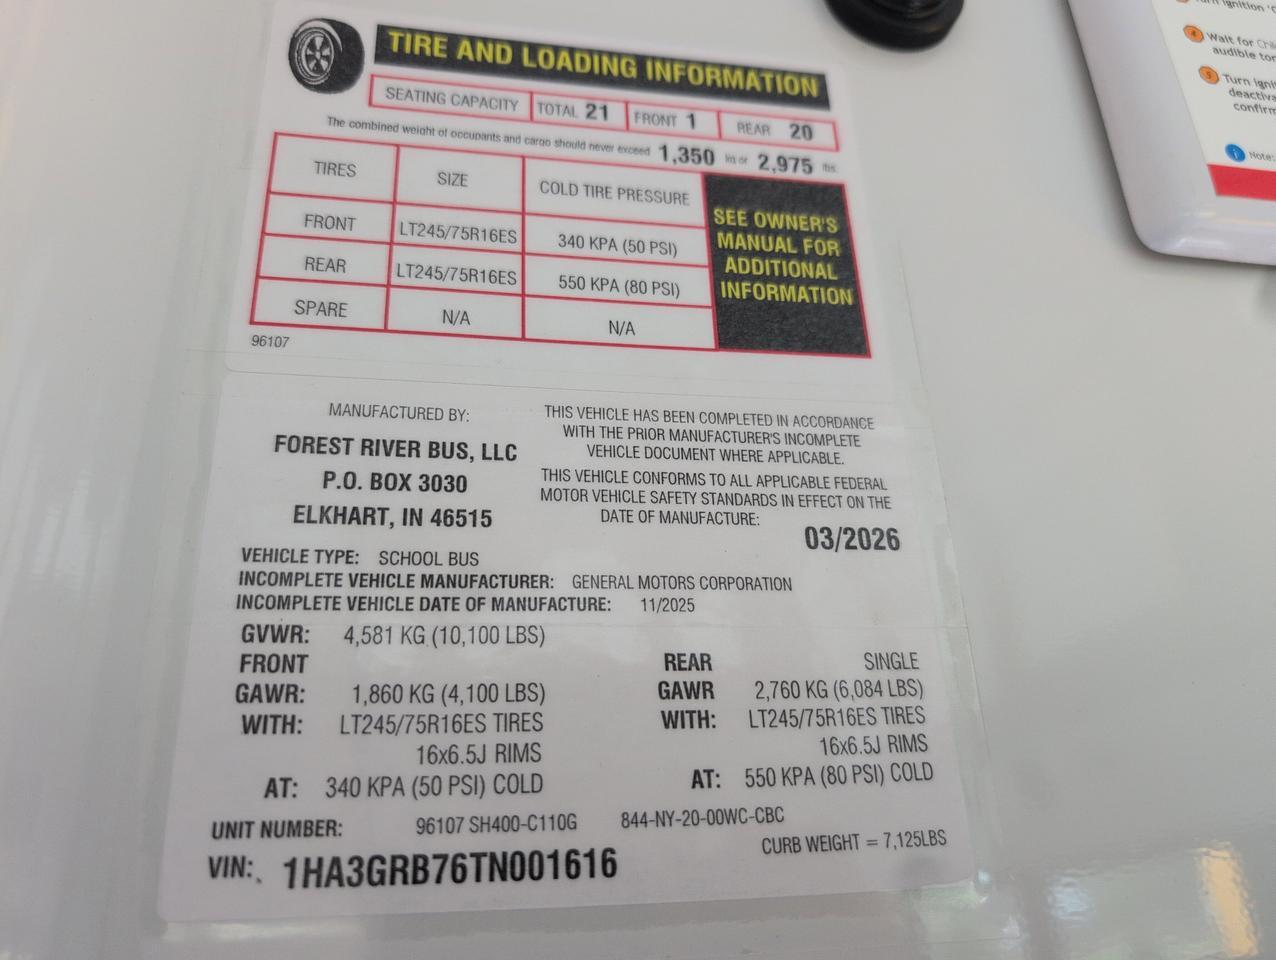 TIRE AND LOADING INFORMATION
SEATING CAPACITY TOTAL 21 FRONT 1 REAR 20
The combined weight of occupants and cargo should never exceed 1,350 kg or 2,975 lbs.
TIRES SIZE COLD TIRE PRESSURE
FRONT LT245/75R16ES 340 KPA (50 PSI)
REAR LT245/75R16ES 550 KPA (80 PSI)
SPARE N/A N/A
SEE OWNER'S
MANUAL FOR
ADDITIONAL
INFORMATION
96107
MANUFACTURED BY:
FOREST RIVER BUS, LLC
P.O. BOX 3030
ELKHART, IN 46515
THIS VEHICLE HAS BEEN COMPLETED IN ACCORDANCE
WITH THE PRIOR MANUFACTURER'S INCOMPLETE
VEHICLE DOCUMENT WHERE APPLICABLE.
THIS VEHICLE CONFORMS TO ALL APPLICABLE FEDERAL
MOTOR VEHICLE SAFETY STANDARDS IN EFFECT ON THE
DATE OF MANUFACTURE:
03/2026
VEHICLE TYPE: SCHOOL BUS
INCOMPLETE VEHICLE MANUFACTURER: GENERAL MOTORS CORPORATION
INCOMPLETE VEHICLE DATE OF MANUFACTURE: 11/2025
GVWR: 4,581 KG (10,100 LBS)
FRONT REAR SINGLE
GAWR: 1,860 KG (4,100 LBS) GAWR 2,760 KG (6,084 LBS)
WITH: LT245/75R16ES TIRES WITH: LT245/75R16ES TIRES
16x6.5J RIMS 16x6.5J RIMS
AT: 340 KPA (50 PSI) COLD AT: 550 KPA (80 PSI) COLD
UNIT NUMBER: 96107 SH400-C110G 844-NY-20-00WC-CBC
CURB WEIGHT = 7,125LBS
VIN: 1HA3GRB76TN001616
Turn ignition
4 Wait for
audible
5 Turn
Note: